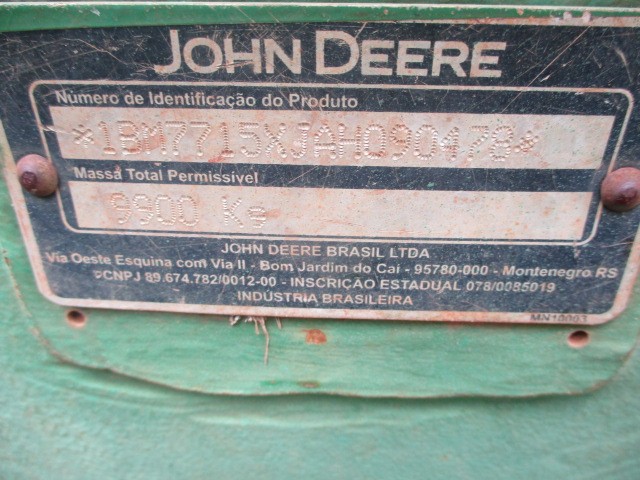 JOHN DEERE
Número de Identificação do Produto
*1BM7715XJAH090478*
Massa Total Permissível
9900 Kg
JOHN DEERE BRASIL LTDA
Via Oeste Esquina com Via II - Bom Jardim do Caí - 95780-000 - Montenegro RS
CNPJ 89.674.782/0012-00 - INSCRIÇÃO ESTADUAL 078/0085019
INDÚSTRIA BRASILEIRA